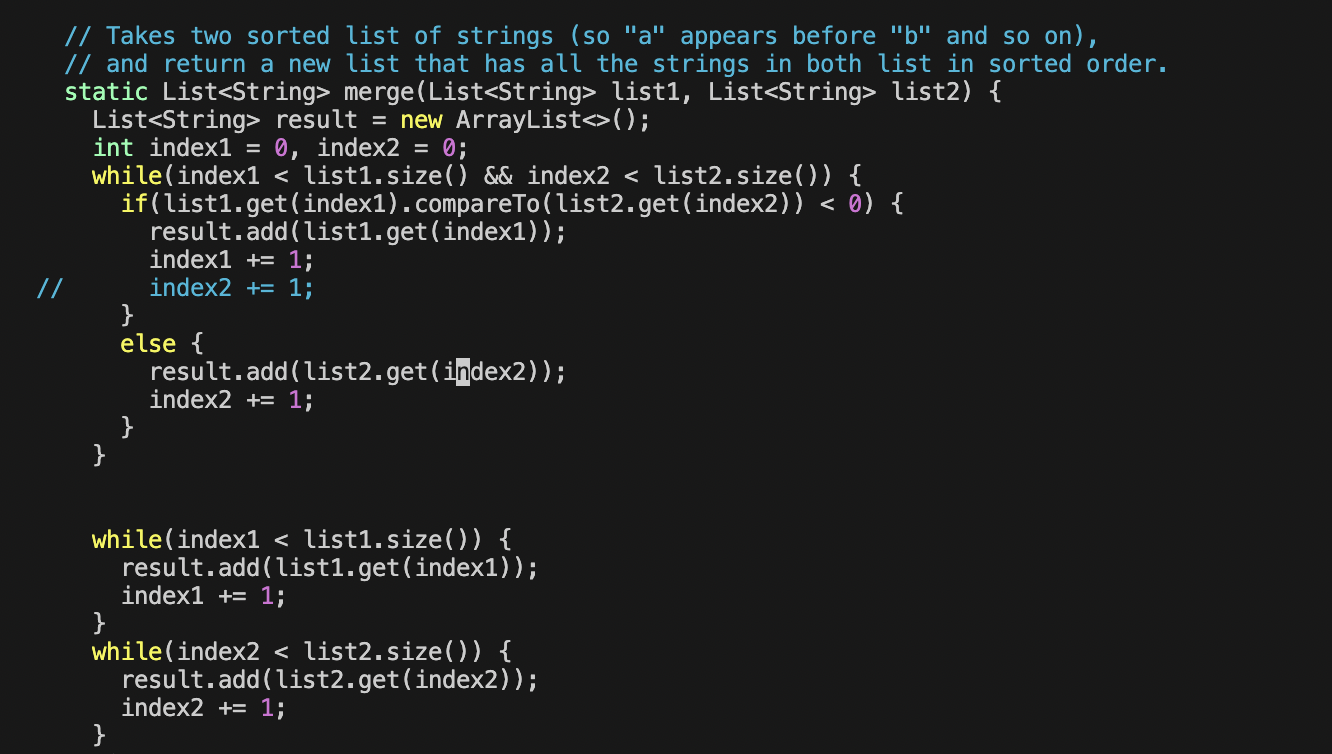 // Takes two sorted list of strings (so "a" appears before "b" and so on),
// and return a new list that has all the strings in both list in sorted order.
static List<String> merge(List<String> list1, List<String> list2) {
  List<String> result = new ArrayList<>();
  int index1 = 0, index2 = 0;
  while(index1 < list1.size() && index2 < list2.size()) {
    if(list1.get(index1).compareTo(list2.get(index2)) < 0) {
      result.add(list1.get(index1));
      index1 += 1;
//      index2 += 1;
    }
    else {
      result.add(list2.get(index2));
      index2 += 1;
    }
  }
  while(index1 < list1.size()) {
    result.add(list1.get(index1));
    index1 += 1;
  }
  while(index2 < list2.size()) {
    result.add(list2.get(index2));
    index2 += 1;
  }